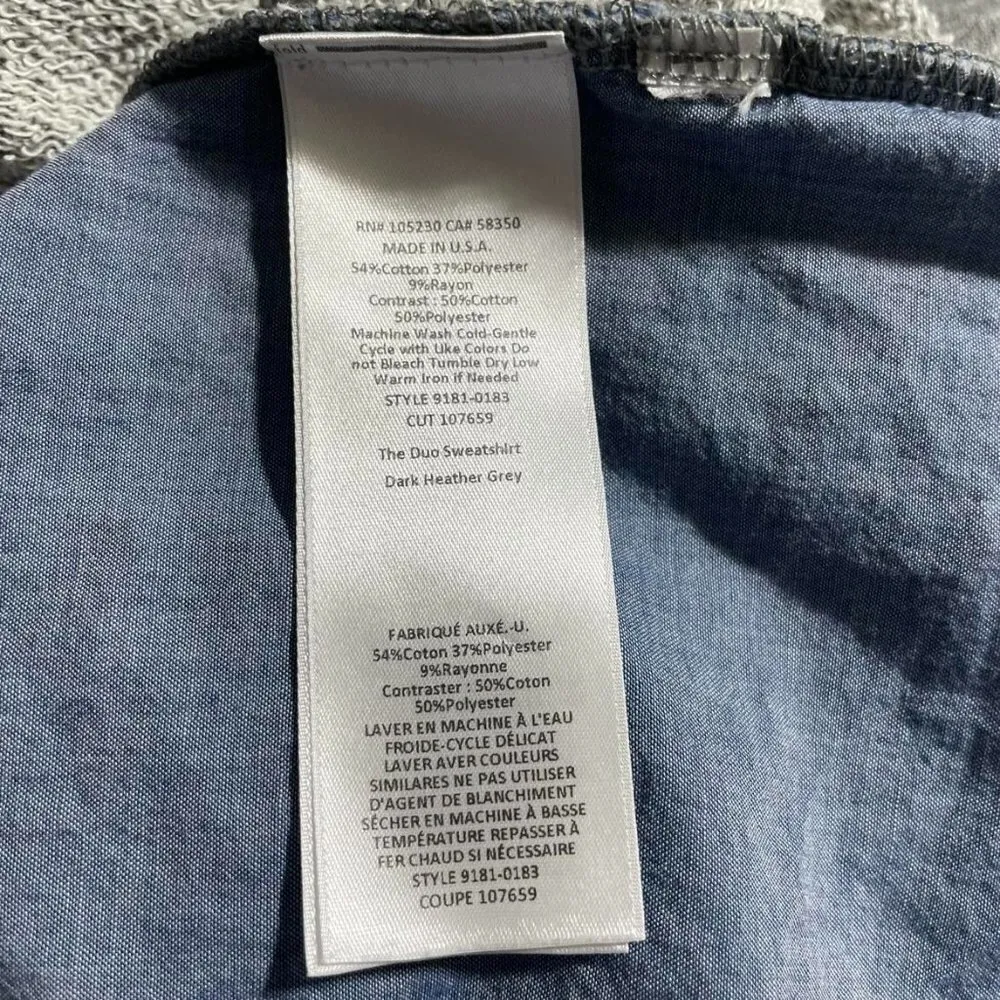 RN# 105230 CA# 58350
MADE IN U.S.A.
54%Cotton 37%Polyester
9%Rayon
Contrast : 50%Cotton
50%Polyester
Machine Wash Cold-Gentle
Cycle with Like Colors Do
not Bleach Tumble Dry Low
Warm Iron if Needed
STYLE 9181-0183
CUT 107659
The Duo Sweatshirt
Dark Heather Grey
FABRIQUÉ AUXÉ.-U.
54%Coton 37%Polyester
9%Rayonne
Contraster : 50%Coton
50%Polyester
LAVER EN MACHINE À L'EAU
FROIDE-CYCLE DÉLICAT
LAVER AVER COULEURS
SIMILARES NE PAS UTILISER
D'AGENT DE BLANCHIMENT
SÉCHER EN MACHINE À BASSE
TEMPÉRATURE REPASSER À
FER CHAUD SI NÉCESSAIRE
STYLE 9181-0183
COUPE 107659